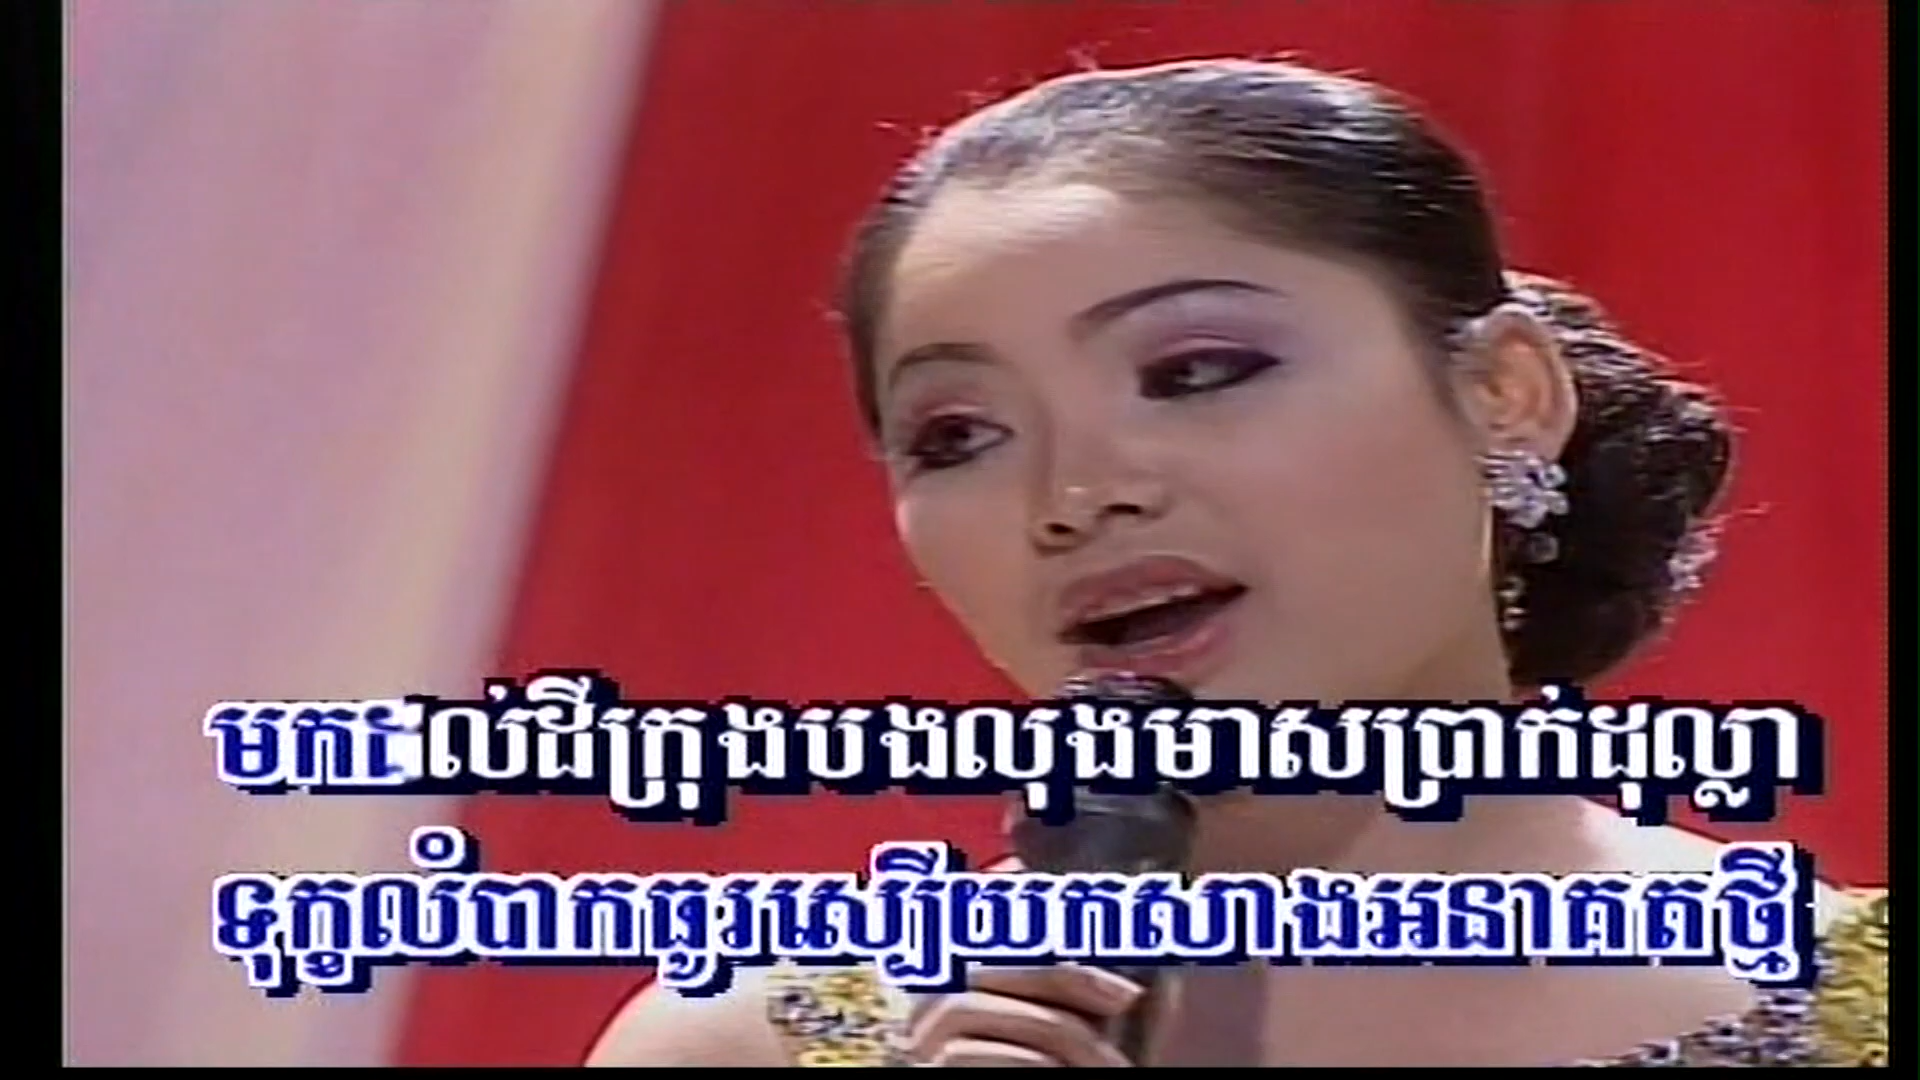 មកដល់ដីក្រុងបងលុងមាសប្រាក់ដុល្លា
ទុក្ខលំបាកធូរស្បើយកសាងអនាគតថ្មី